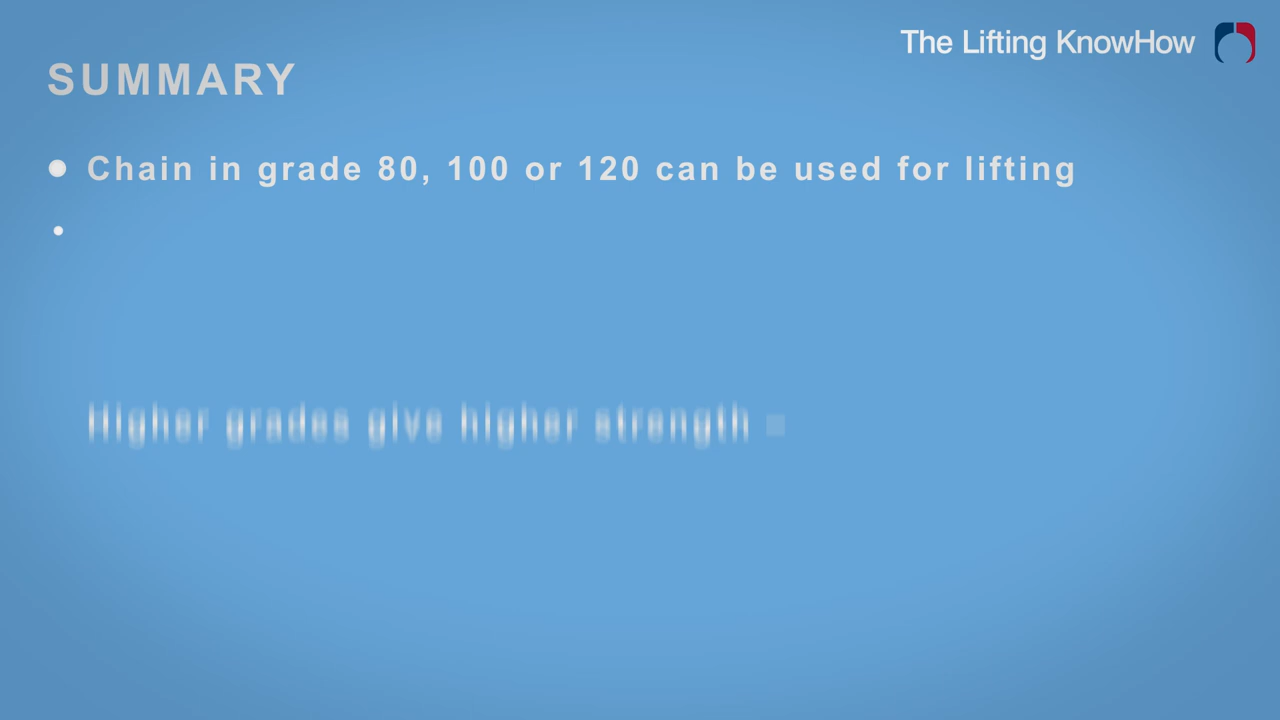 The Lifting KnowHow
SUMMARY
Chain in grade 80, 100 or 120 can be used for lifting
Higher grades give higher strength